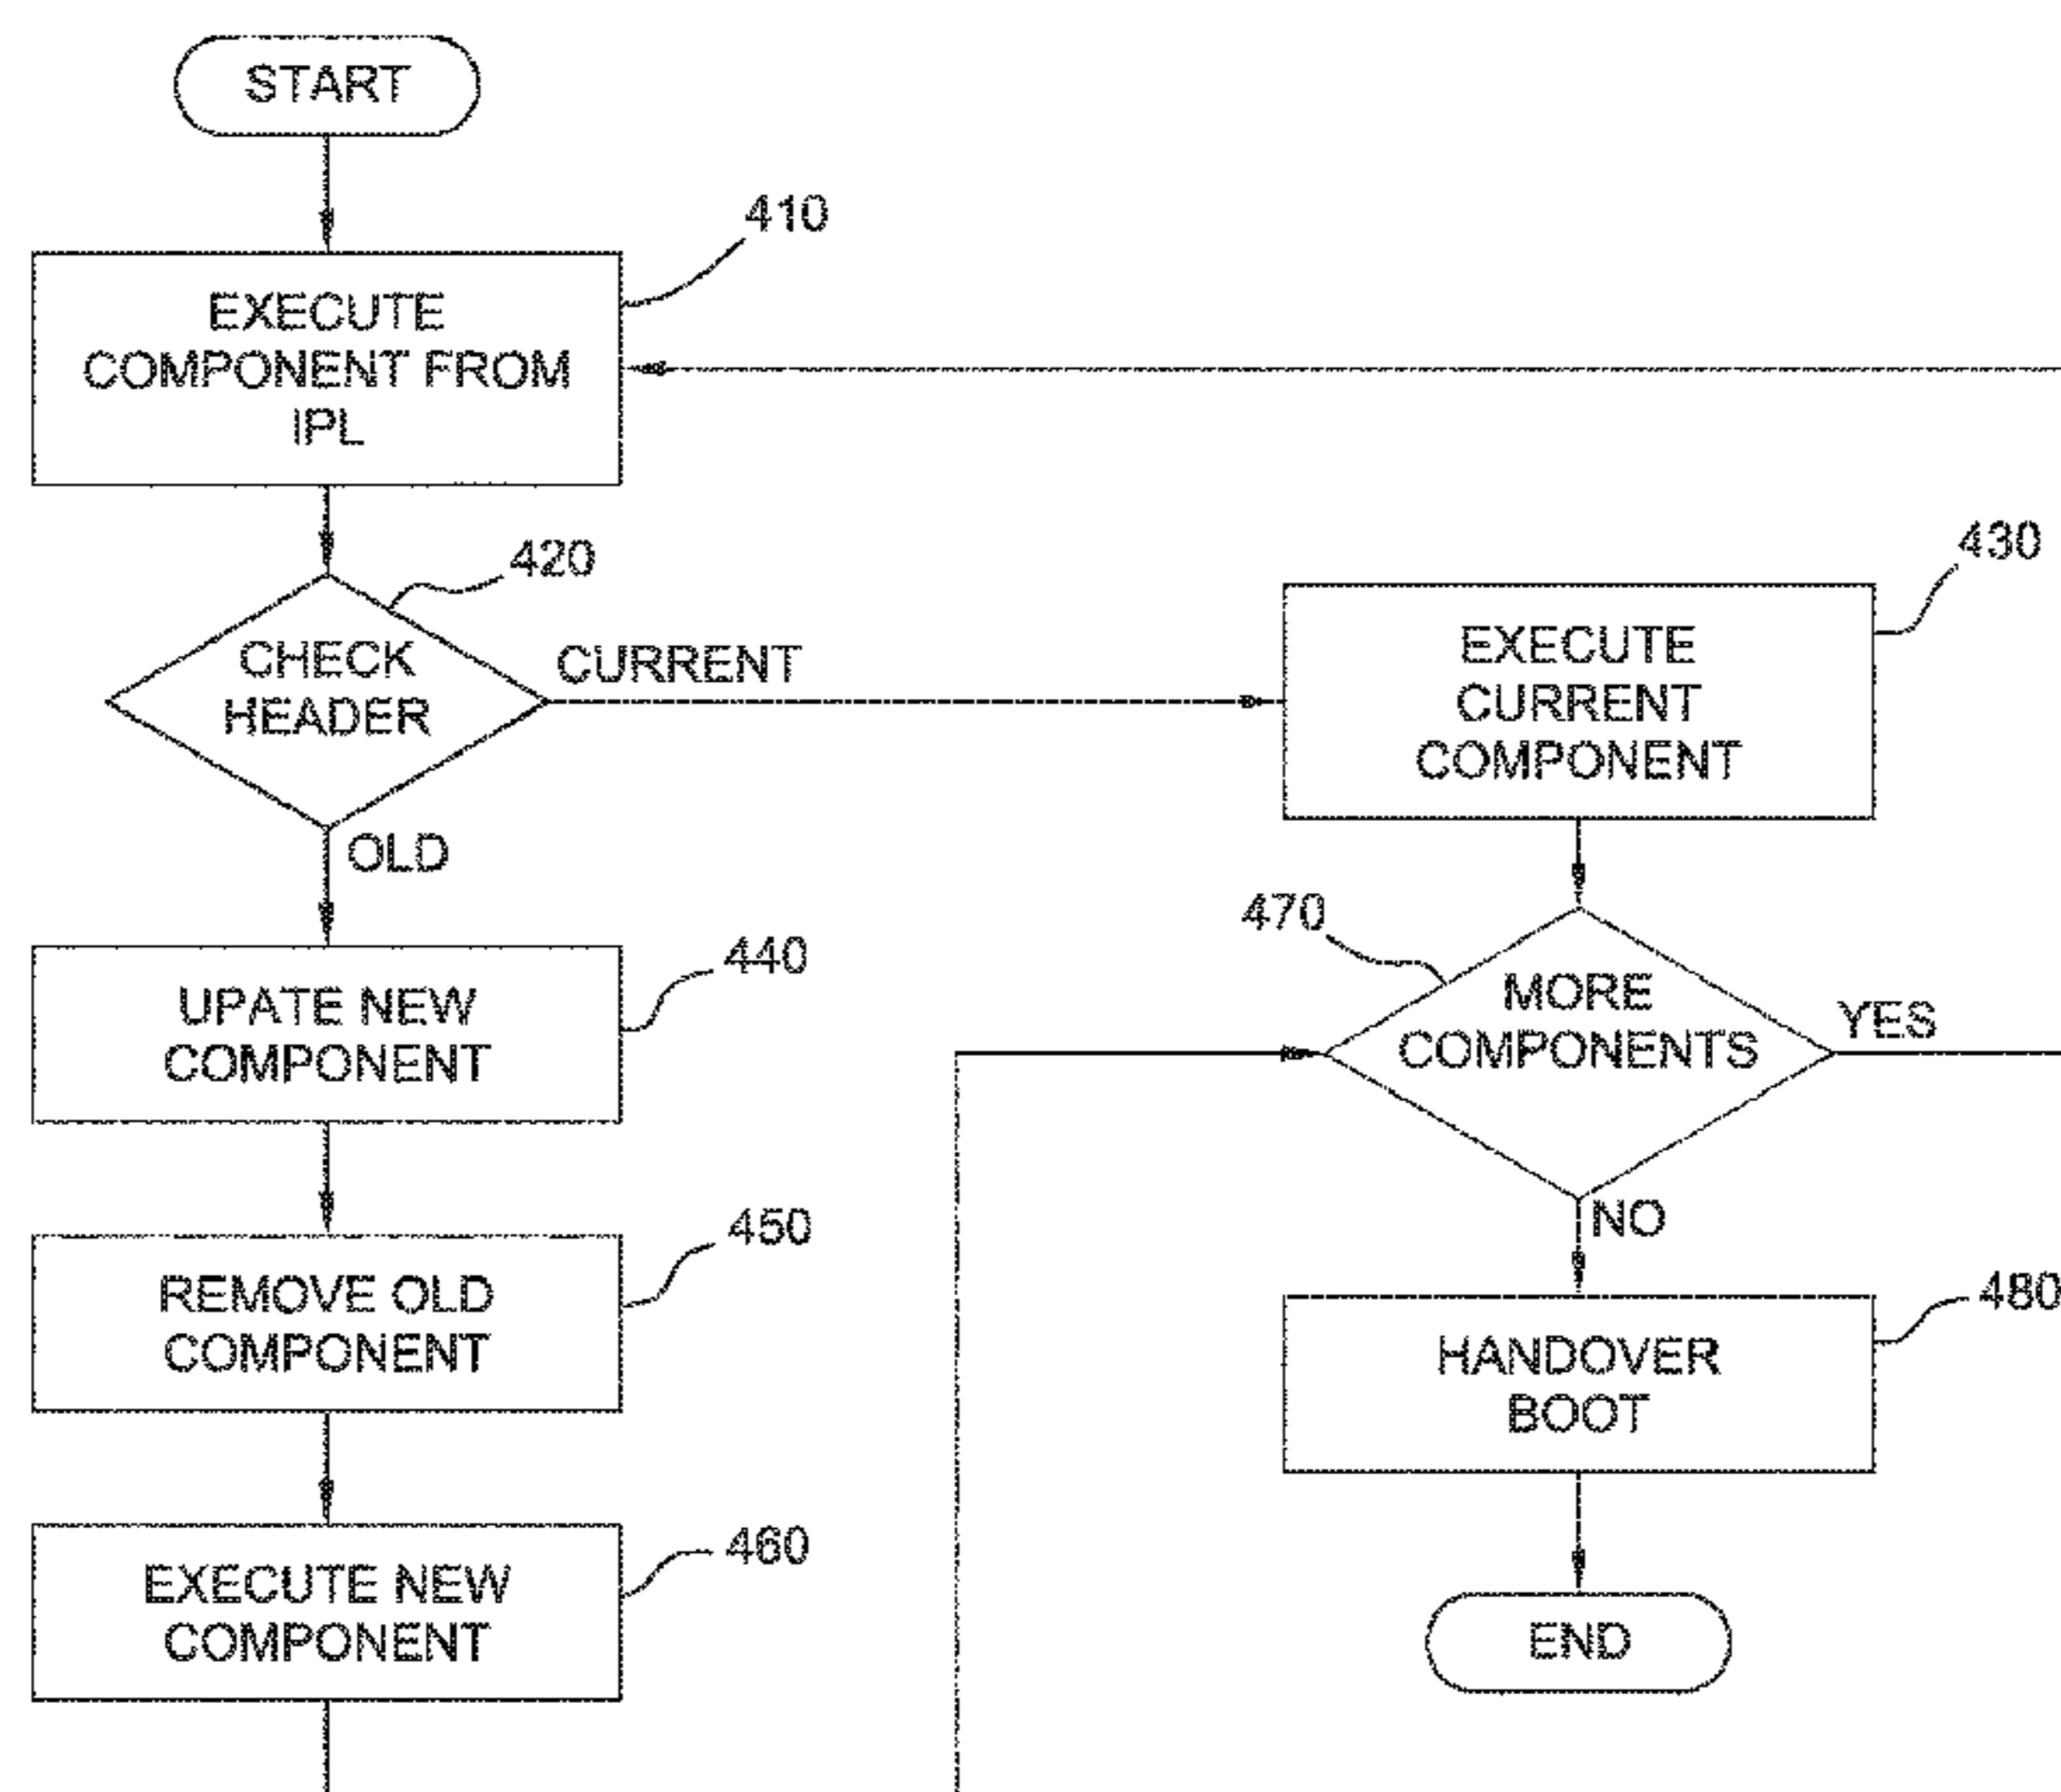 START
410
EXECUTE
COMPONENT FROM
IPL
420
CHECK
HEADER
CURRENT
430
EXECUTE
CURRENT
COMPONENT
OLD
440
UPATE NEW
COMPONENT
470
MORE
COMPONENTS
YES
450
REMOVE OLD
COMPONENT
NO
480
HANDOVER
BOOT
460
EXECUTE NEW
COMPONENT
END